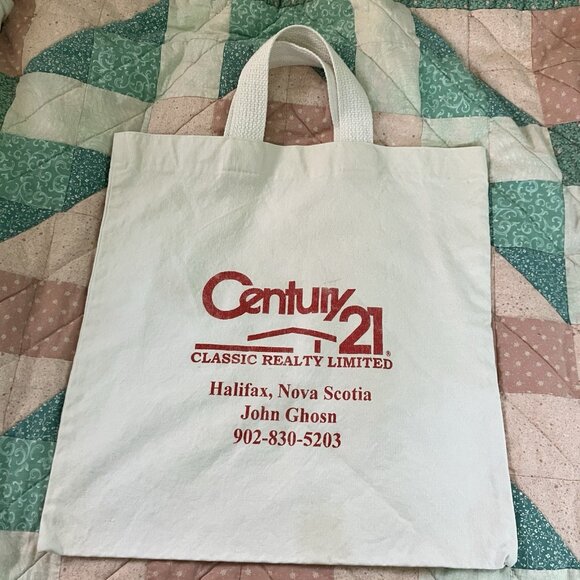 Century 21®
CLASSIC REALTY LIMITED
Halifax, Nova Scotia
John Ghosn
902-830-5203